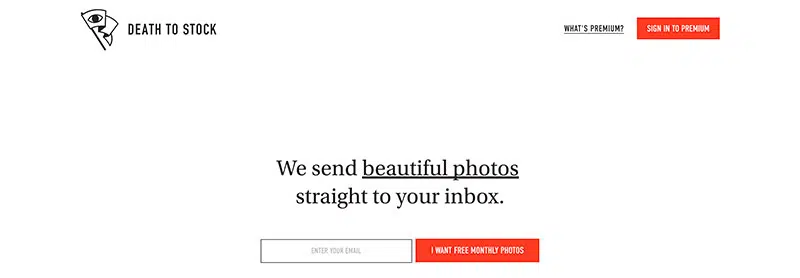 DEATH TO STOCK
WHAT'S PREMIUM?
SIGN IN TO PREMIUM
We send beautiful photos
straight to your inbox.
ENTER YOUR EMAIL
I WANT FREE MONTHLY PHOTOS